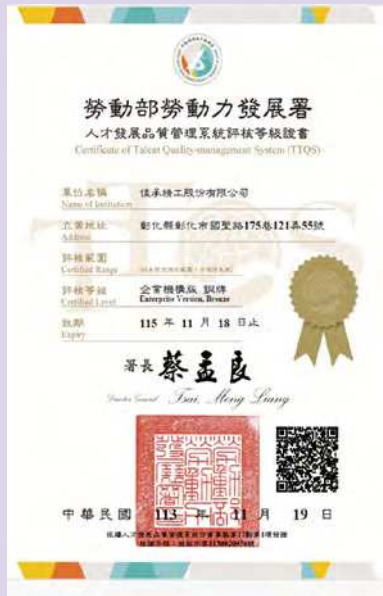 勞動部勞動力發展署
人才發展品質管理系統評核等級證書
Certificate of Talent Quality-management System (TTQS)
單位名稱 佳承精工股份有限公司
Name of Institution
立案地址 彰化縣彰化市國聖路175巷121弄55號
Address
評核範圍
Certified Range
評核等級 企業機構版 銅牌
Certified Level Enterprise Version, Bronze
效期 115 年 11 月 18 日止
Expiry
署長 蔡孟良
Director General Tsai, Meng Liang
中華民國 113 年 11 月 19 日